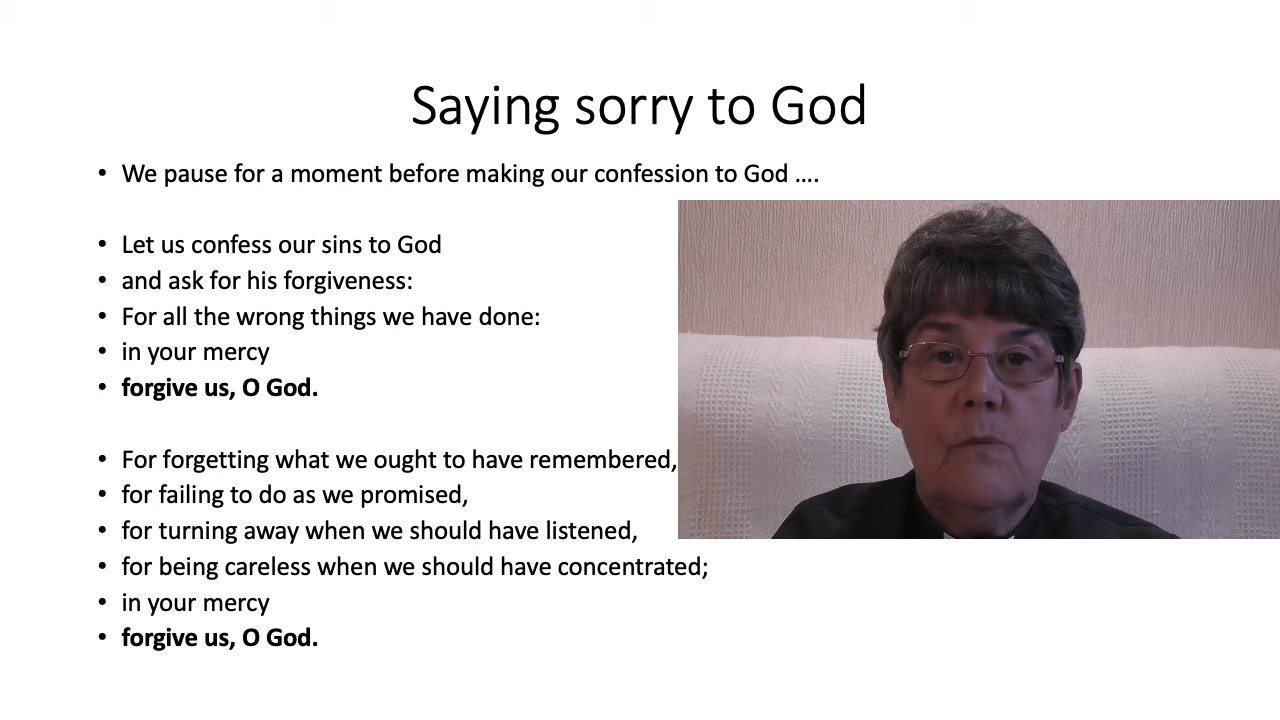 Saying sorry to God
• We pause for a moment before making our confession to God ....
• Let us confess our sins to God
• and ask for his forgiveness:
• For all the wrong things we have done:
• in your mercy
• forgive us, O God.
• For forgetting what we ought to have remembered,
• for failing to do as we promised,
• for turning away when we should have listened,
• for being careless when we should have concentrated;
• in your mercy
• forgive us, O God.